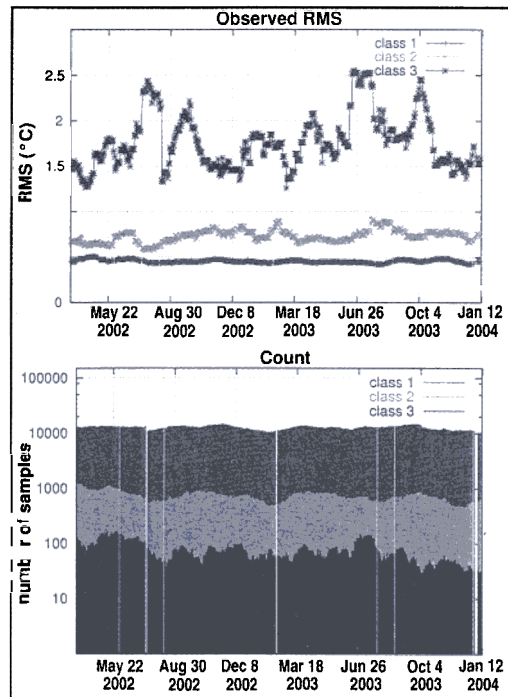 Observed RMS
class 1
class 2
class 3
2.5
2
1.5
0
RMS (°C)
May 22 2002
Aug 30 2002
Dec 8 2002
Mar 18 2003
Jun 26 2003
Oct 4 2003
Jan 12 2004
Count
class 1
class 2
class 3
100000
10000
1000
100
10
number of samples
May 22 2002
Aug 30 2002
Dec 8 2002
Mar 18 2003
Jun 26 2003
Oct 4 2003
Jan 12 2004